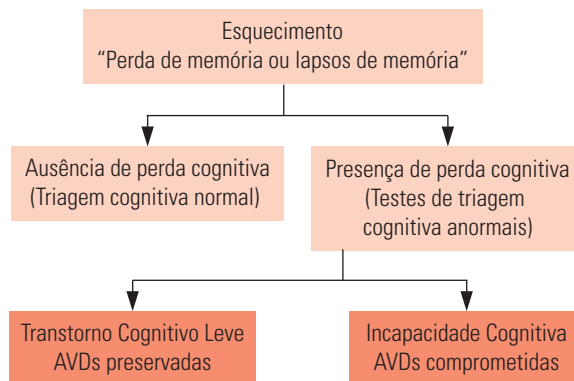 Esquecimento
“Perda de memória ou lapsos de memória”
Ausência de perda cognitiva
(Triagem cognitiva normal)
Presença de perda cognitiva
(Testes de triagem
cognitiva anormais)
Transtorno Cognitivo Leve
AVDs preservadas
Incapacidade Cognitiva
AVDs comprometidas